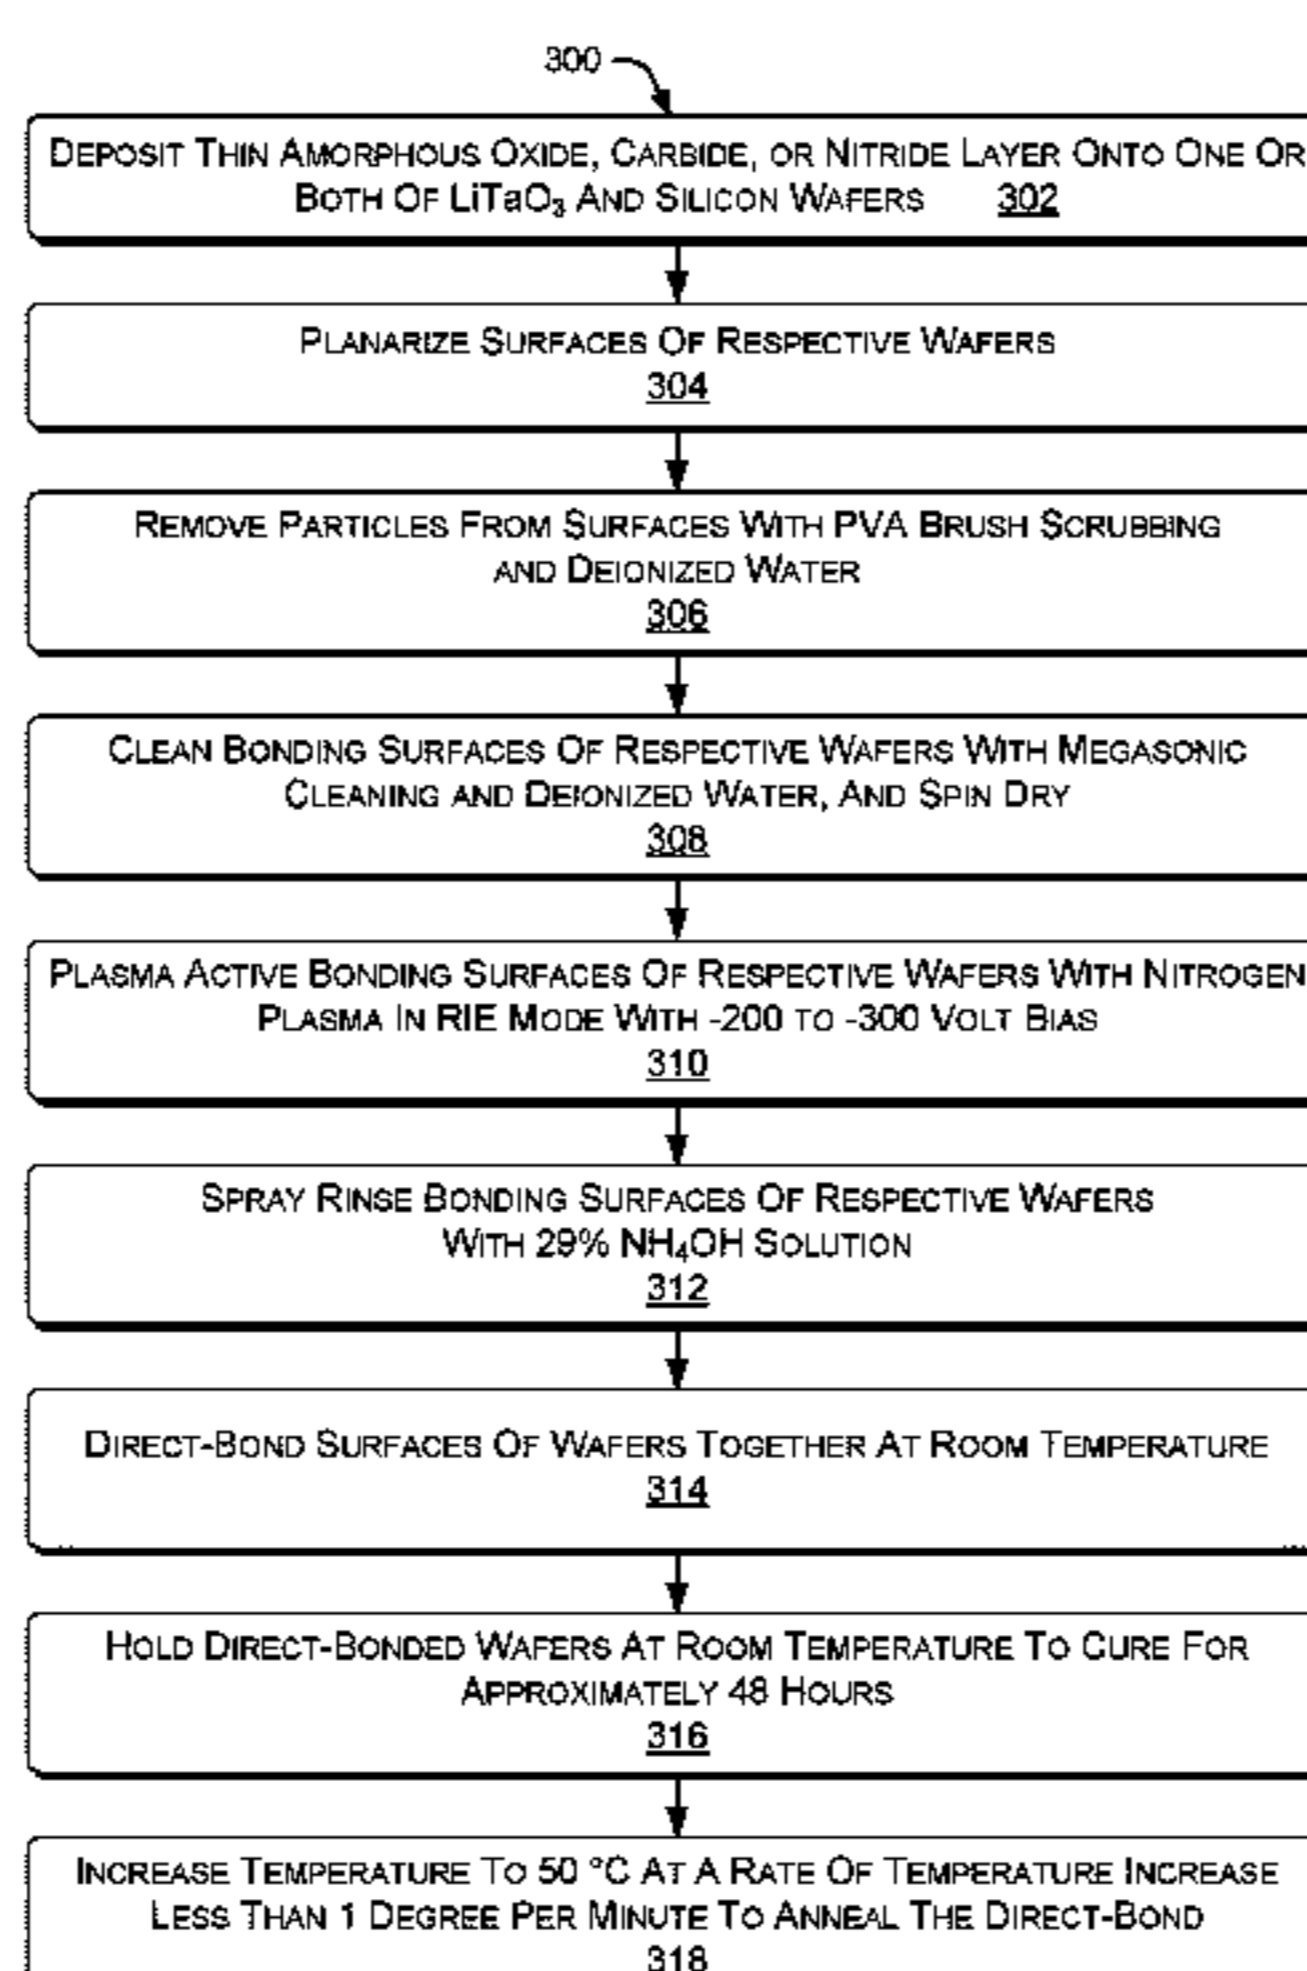 300
DEPOSIT THIN AMORPHOUS OXIDE, CARBIDE, OR NITRIDE LAYER ONTO ONE OR
BOTH OF LiTaO₃ AND SILICON WAFERS 302
PLANARIZE SURFACES OF RESPECTIVE WAFERS
304
REMOVE PARTICLES FROM SURFACES WITH PVA BRUSH SCRUBBING
AND DEIONIZED WATER
306
CLEAN BONDING SURFACES OF RESPECTIVE WAFERS WITH MEGASONIC
CLEANING AND DEIONIZED WATER, AND SPIN DRY
308
PLASMA ACTIVE BONDING SURFACES OF RESPECTIVE WAFERS WITH NITROGEN
PLASMA IN RIE MODE WITH -200 TO -300 VOLT BIAS
310
SPRAY RINSE BONDING SURFACES OF RESPECTIVE WAFERS
WITH 29% NH₄OH SOLUTION
312
DIRECT-BOND SURFACES OF WAFERS TOGETHER AT ROOM TEMPERATURE
314
HOLD DIRECT-BONDED WAFERS AT ROOM TEMPERATURE TO CURE FOR
APPROXIMATELY 48 HOURS
316
INCREASE TEMPERATURE TO 50 °C AT A RATE OF TEMPERATURE INCREASE
LESS THAN 1 DEGREE PER MINUTE TO ANNEAL THE DIRECT-BOND
318